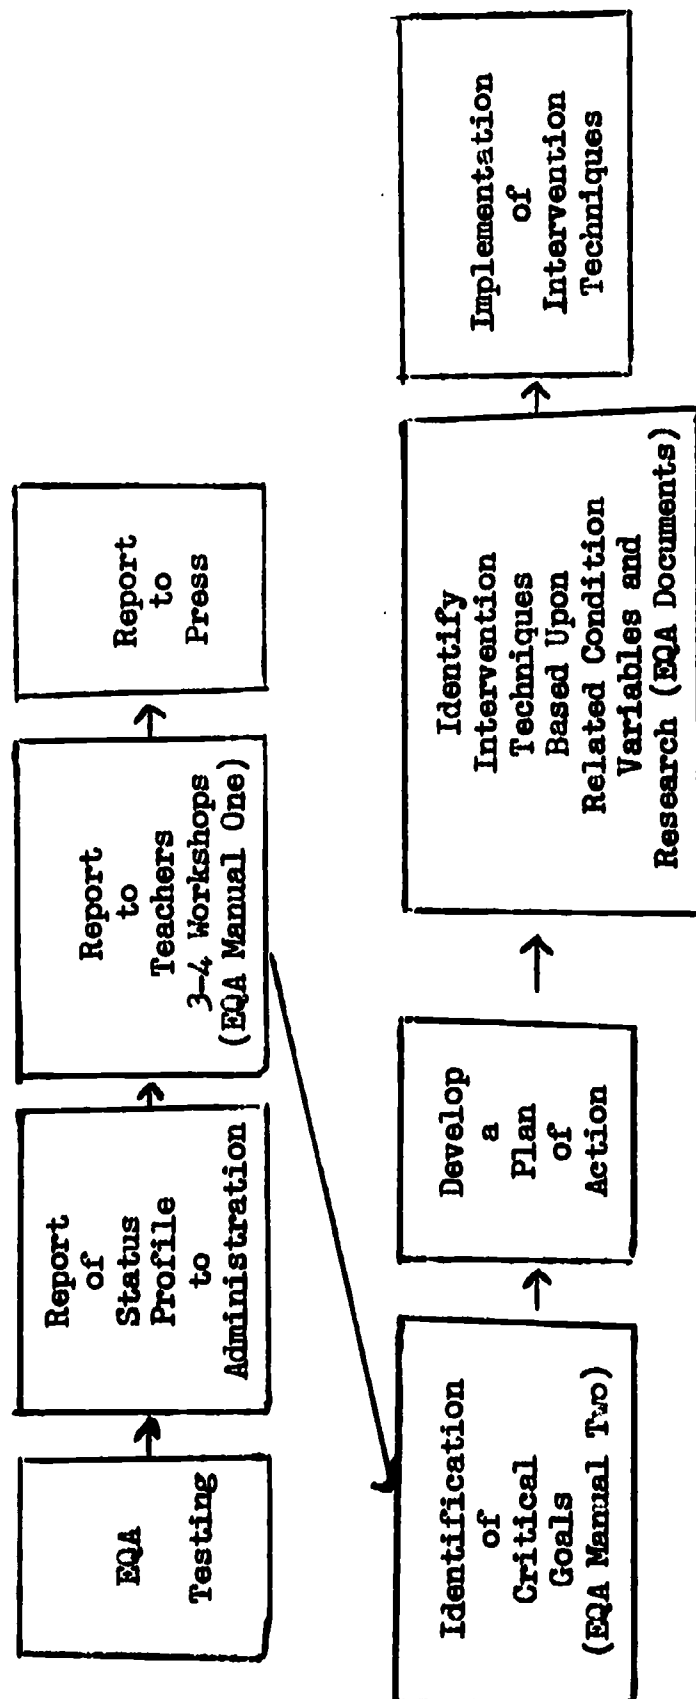 EQA
Testing
Report
of
Status
Profile
to
Administration
Report
to
Teachers
3-4 Workshops
(EQA Manual One)
Report
to
Press
Identification
of
Critical
Goals
(EQA Manual Two)
Develop
a
Plan
of
Action
Identify
Intervention
Techniques
Based Upon
Related Condition
Variables and
Research (EQA Documents)
Implementation
of
Intervention
Techniques